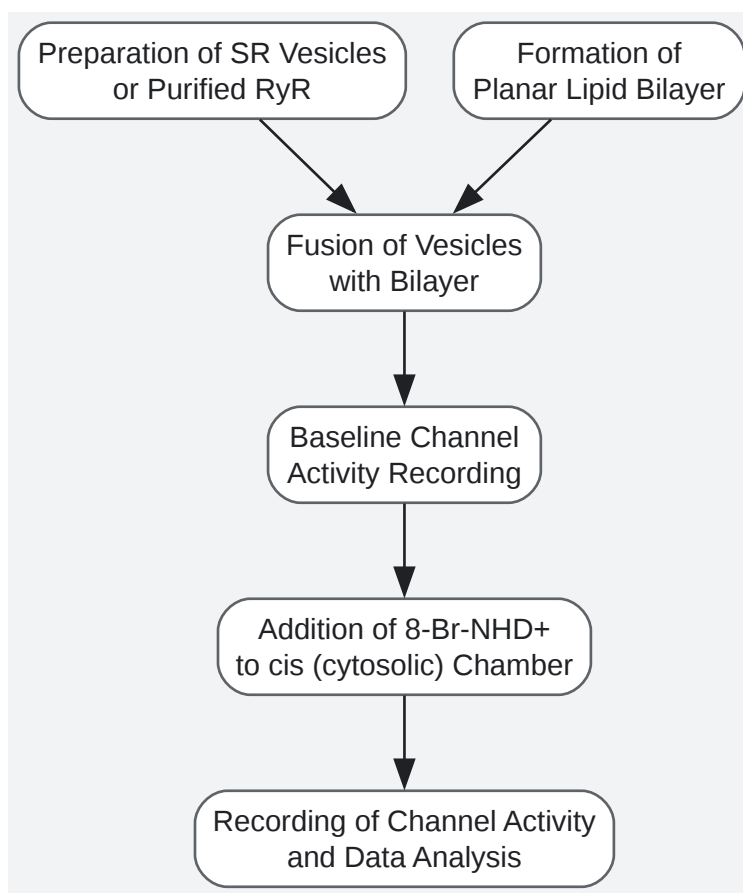 Preparation of SR Vesicles
or Purified RyR
Formation of
Planar Lipid Bilayer
Fusion of Vesicles
with Bilayer
Baseline Channel
Activity Recording
Addition of 8-Br-NHD+
to cis (cytosolic) Chamber
Recording of Channel Activity
and Data Analysis